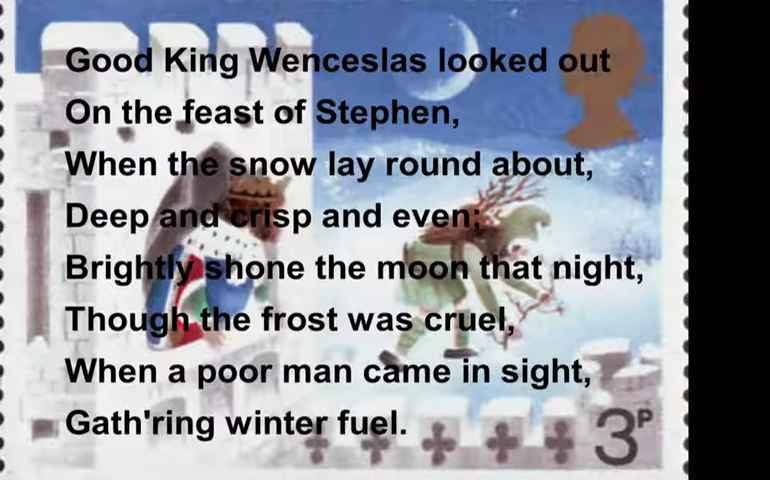 Good King Wenceslas looked out
On the feast of Stephen,
When the snow lay round about,
Deep and crisp and even;
Brightly shone the moon that night,
Though the frost was cruel,
When a poor man came in sight,
Gath'ring winter fuel.
3P